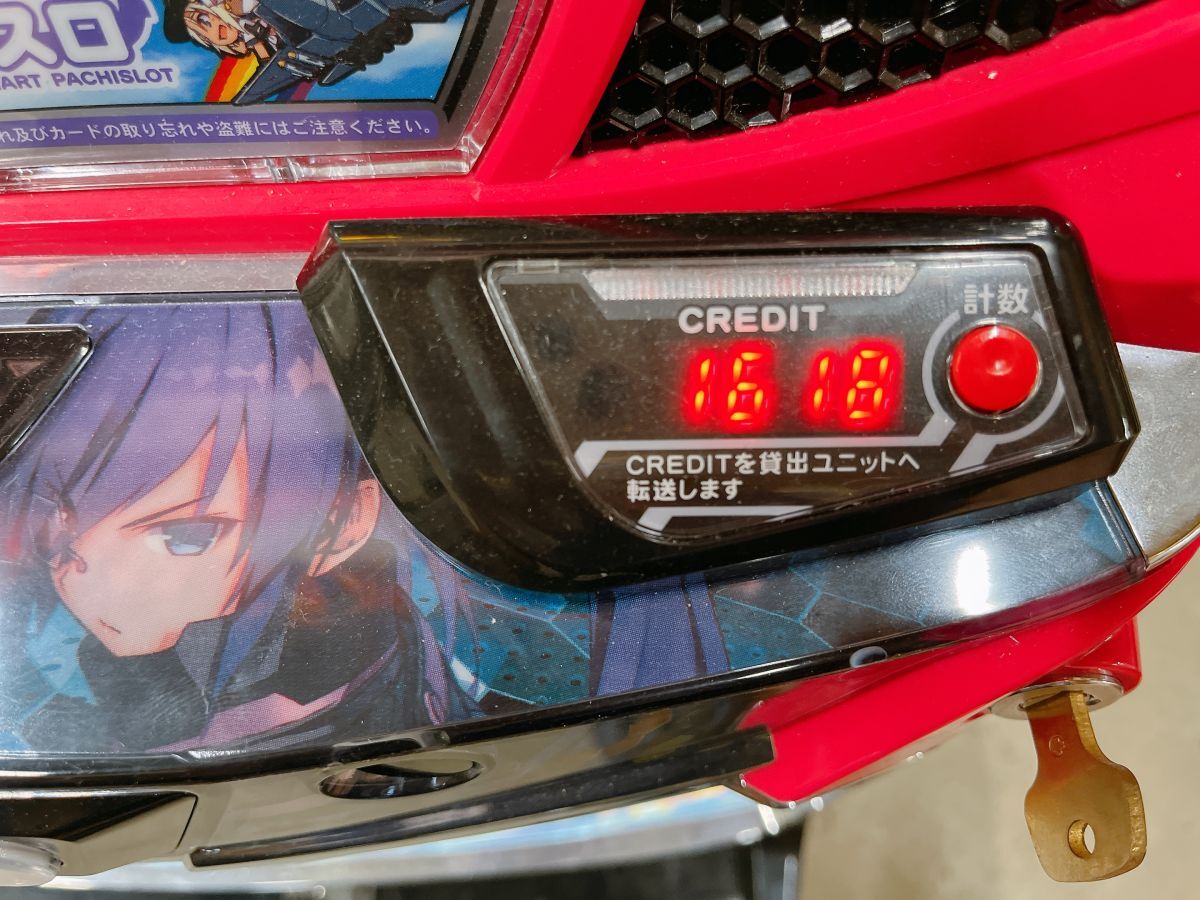 スロ
ART PACHISLOT
れ及びカードの取り忘れや盗難にはご注意ください。
CREDIT
計数
1618
CREDITを貸出ユニットへ
転送します